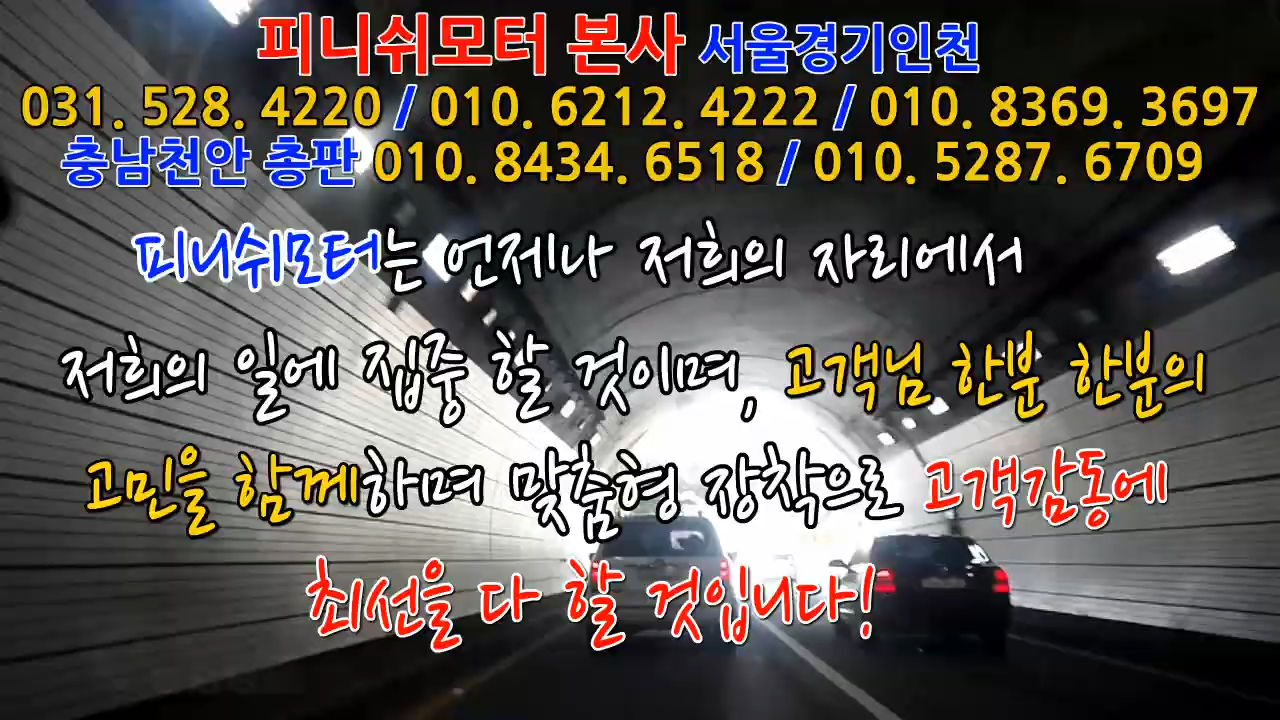 피니쉬모터 본사 서울경기인천
031. 528. 4220 / 010. 6212. 4222 / 010. 8369. 3697
충남천안 총판 010. 8434. 6518 / 010. 5287. 6709
피니쉬모터는 언제나 저희의 자리에서
저희의 일에 집중 할 것이며, 고객님 한분 한분의
고민을 함께하며 맞춤형 장착으로 고객감동에
최선을 다 할 것입니다!